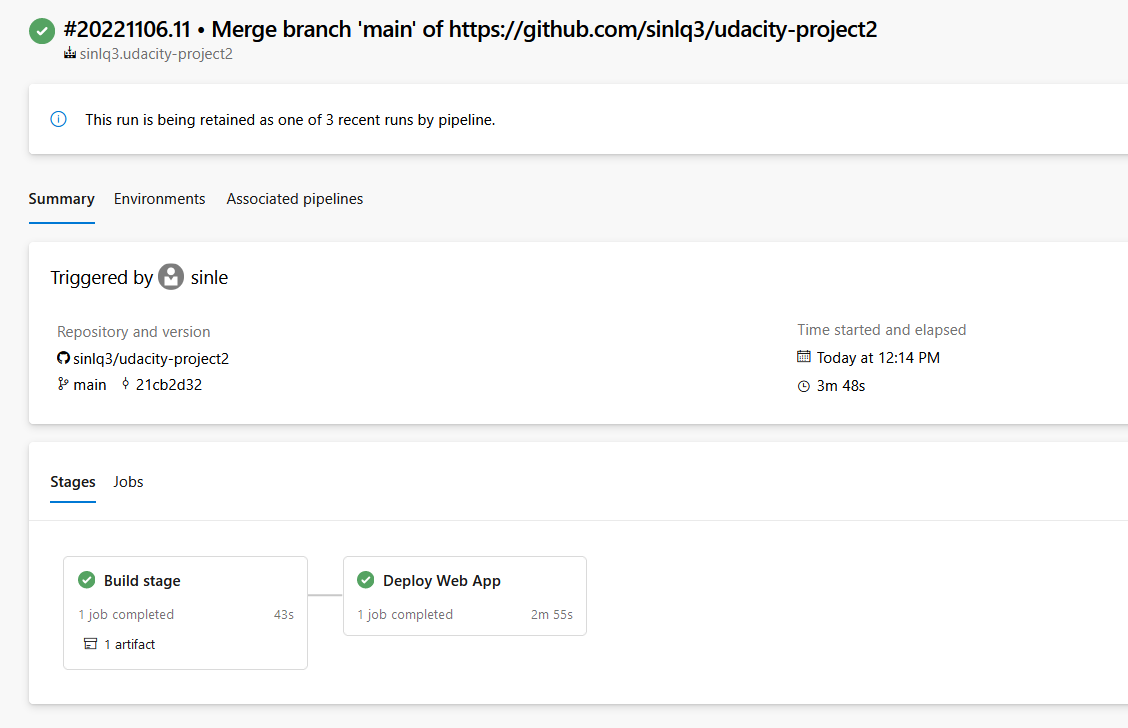 #20221106.11 • Merge branch 'main' of https://github.com/sinlq3/udacity-project2
sinlq3.udacity-project2
This run is being retained as one of 3 recent runs by pipeline.
Summary Environments Associated pipelines
Triggered by sinle
Repository and version
sinlq3/udacity-project2
main 21cb2d32
Time started and elapsed
Today at 12:14 PM
3m 48s
Stages Jobs
Build stage
1 job completed 43s
1 artifact
Deploy Web App
1 job completed 2m 55s